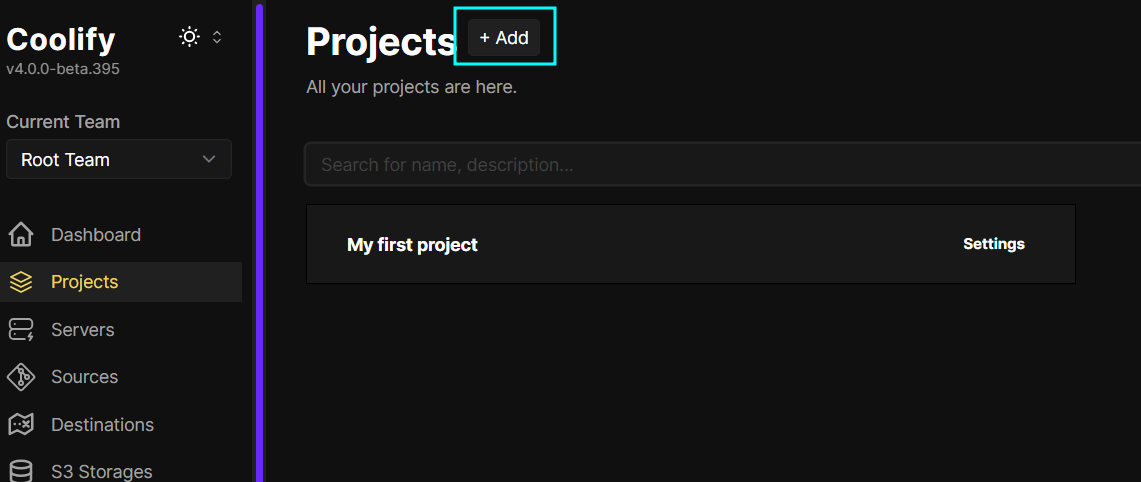 Coolify
v4.0.0-beta.395
Current Team
Root Team
Dashboard
Projects
Servers
Sources
Destinations
S3 Storages
Projects
+ Add
All your projects are here.
Search for name, description...
My first project
Settings